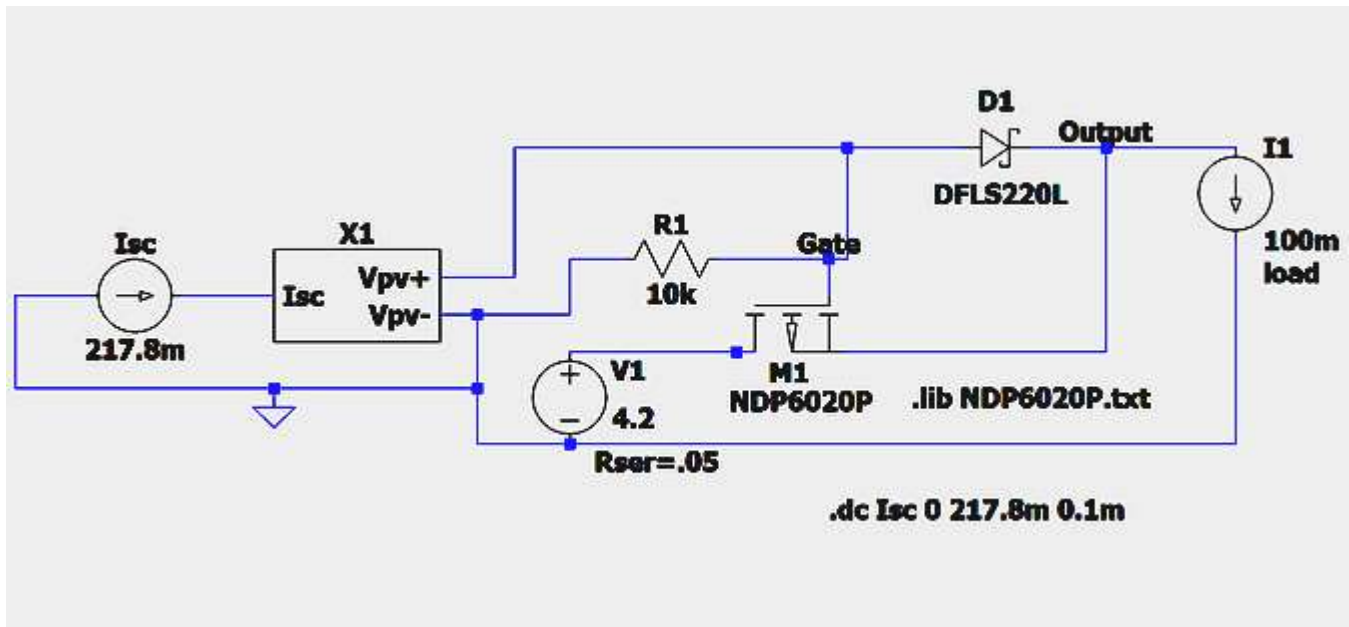 D1
Output
I1
DFLS220L
R1
Gate
100m
load
Isc
X1
Isc
Vpv+
Vpv-
10k
217.8m
V1
4.2
M1
NDP6020P
.lib NDP6020P.txt
Rser=.05
.dc Isc 0 217.8m 0.1m